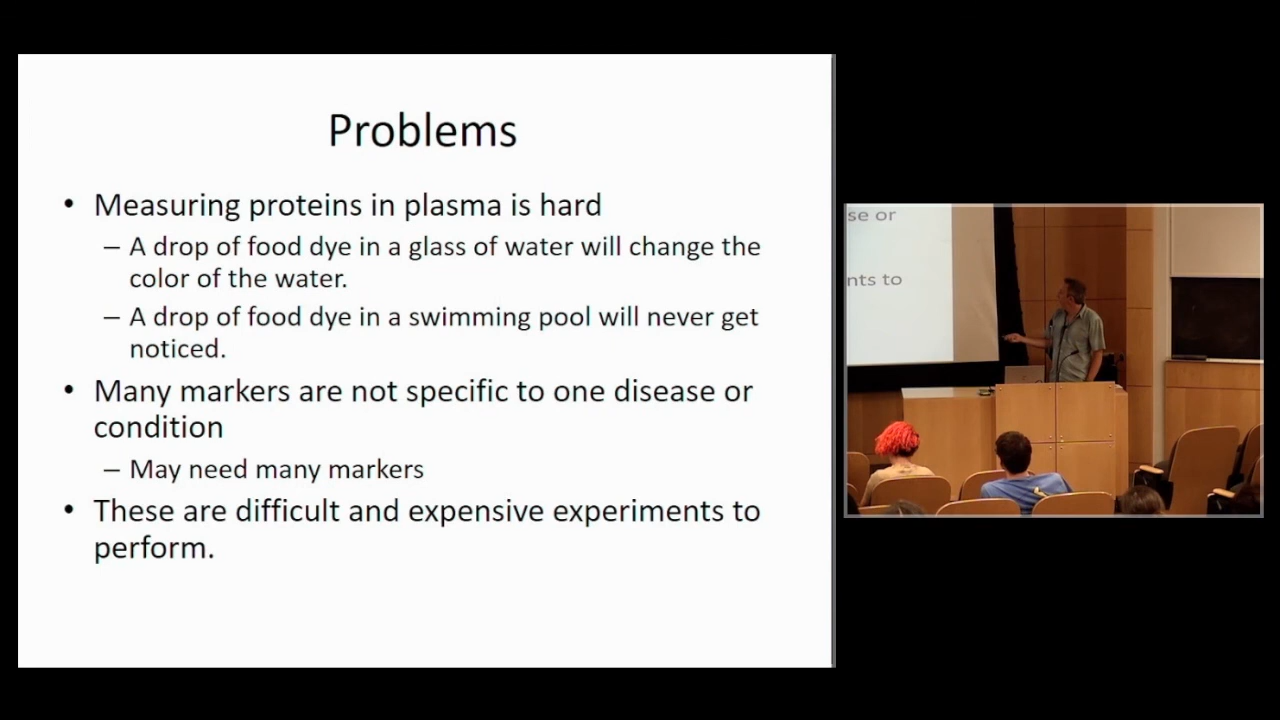 Problems
• Measuring proteins in plasma is hard
– A drop of food dye in a glass of water will change the
color of the water.
– A drop of food dye in a swimming pool will never get
noticed.
• Many markers are not specific to one disease or
condition
– May need many markers
• These are difficult and expensive experiments to
perform.
se or
nts to